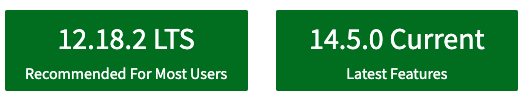 12.18.2 LTS
Recommended For Most Users
14.5.0 Current
Latest Features